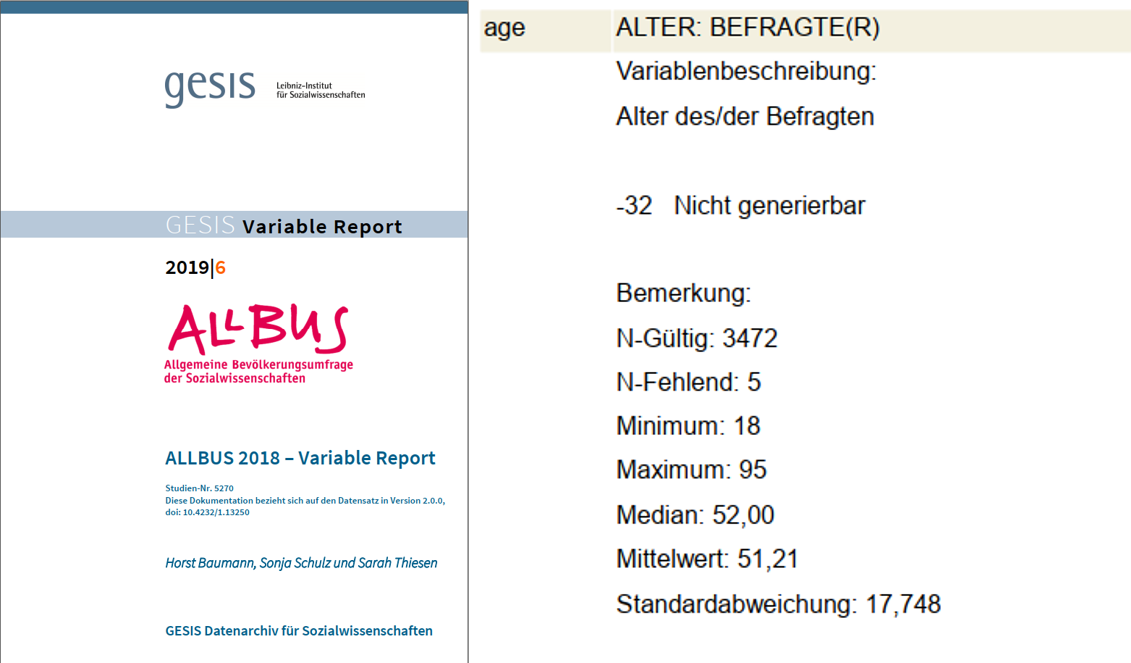 gesis
Leibniz-Institut
für Sozialwissenschaften
GESIS Variable Report
2019|6
ALLBUS
Allgemeine Bevölkerungsumfrage
der Sozialwissenschaften
ALLBUS 2018 – Variable Report
Studien-Nr. 5270
Diese Dokumentation bezieht sich auf den Datensatz in Version 2.0.0,
doi: 10.4232/1.13250
Horst Baumann, Sonja Schulz und Sarah Thiesen
GESIS Datenarchiv für Sozialwissenschaften
age ALTER: BEFRAGTE(R)
Variablenbeschreibung:
Alter des/der Befragten
-32 Nicht generierbar
Bemerkung:
N-Gültig: 3472
N-Fehlend: 5
Minimum: 18
Maximum: 95
Median: 52,00
Mittelwert: 51,21
Standardabweichung: 17,748